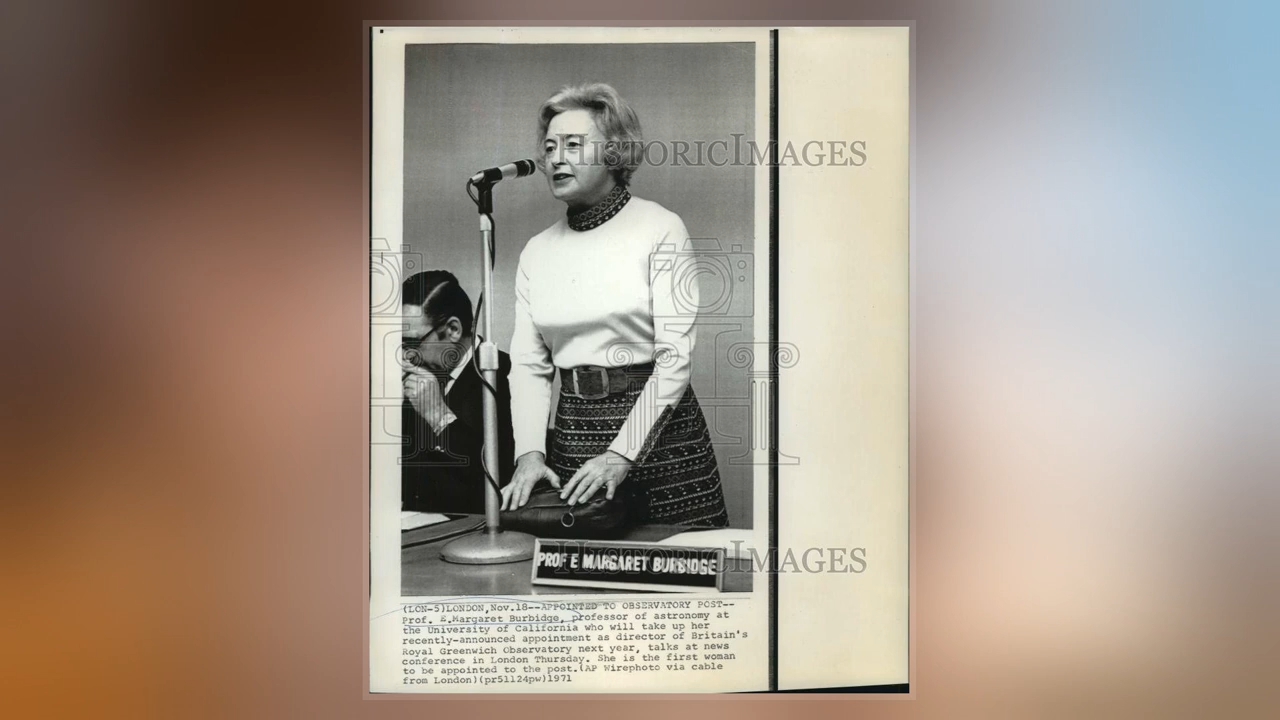 HISTORICIMAGES
PROF E MARGARET BURBIDGE
HISTORICIMAGES
(LON-5)LONDON,Nov.18--APPOINTED TO OBSERVATORY POST--
Prof. E.Margaret Burbidge, professor of astronomy at
the University of California who will take up her
recently-announced appointment as director of Britain's
Royal Greenwich Observatory next year, talks at news
conference in London Thursday. She is the first woman
to be appointed to the post.(AP Wirephoto via cable
from London)(pr51124pw)1971